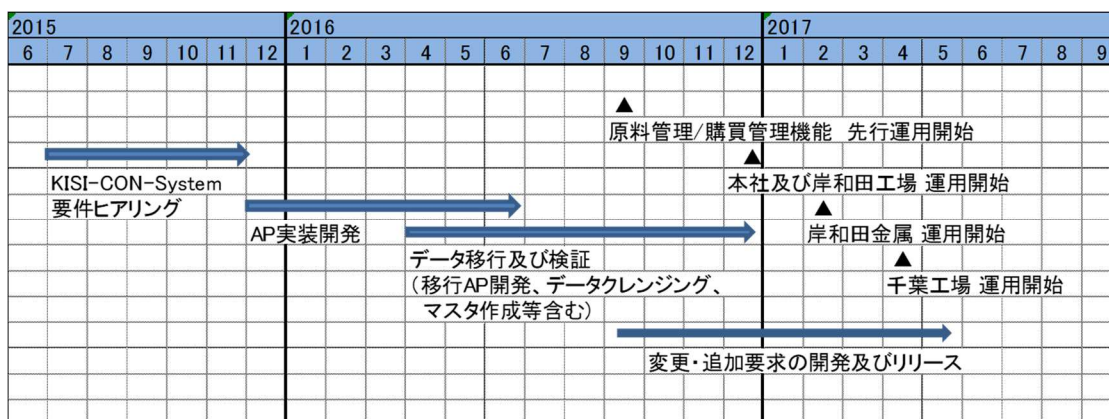 2015 2016 2017
6 7 8 9 10 11 12 1 2 3 4 5 6 7 8 9 10 11 12 1 2 3 4 5 6 7 8 9
▲
原料管理/購買管理機能 先行運用開始
▲
本社及び岸和田工場 運用開始
KISI-CON-System
要件ヒアリング
▲
岸和田金属 運用開始
AP実装開発
データ移行及び検証
(移行AP開発、データクレンジング、
マスタ作成等含む)
▲
千葉工場 運用開始
変更・追加要求の開発及びリリース